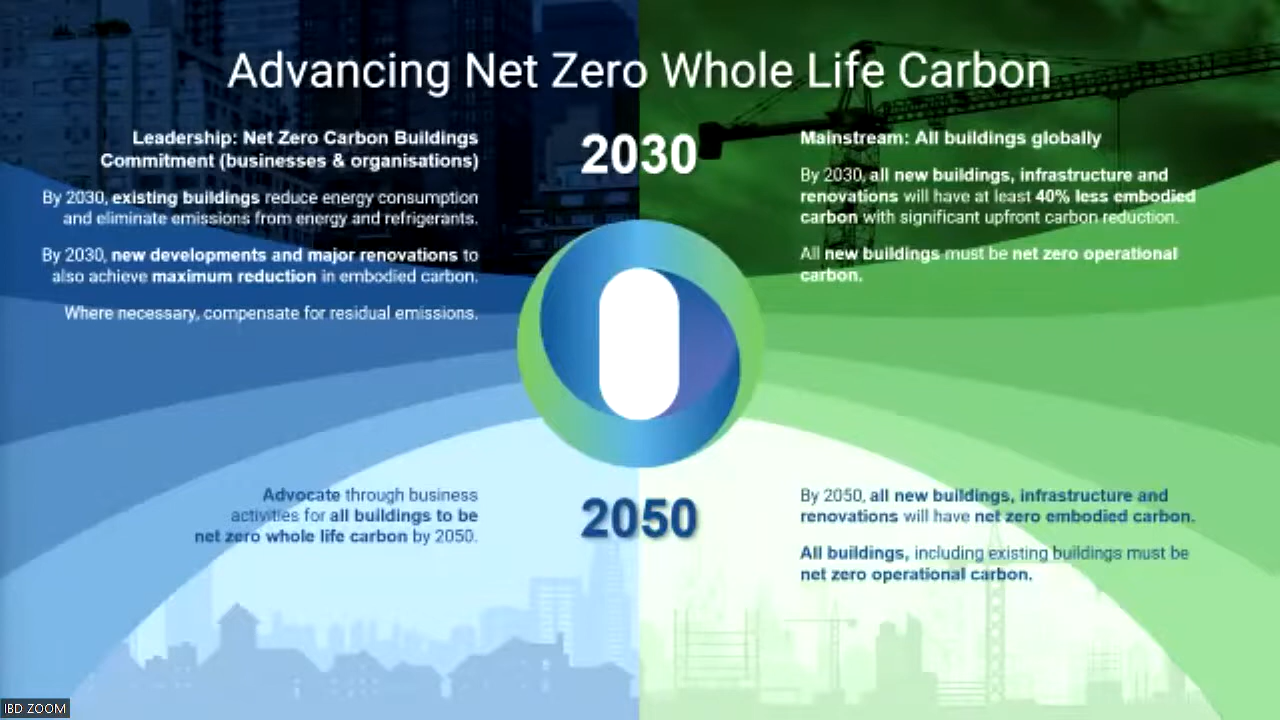 Advancing Net Zero Whole Life Carbon
Leadership: Net Zero Carbon Buildings
Commitment (businesses & organisations)
By 2030, existing buildings reduce energy consumption
and eliminate emissions from energy and refrigerants.
By 2030, new developments and major renovations to
also achieve maximum reduction in embodied carbon.
Where necessary, compensate for residual emissions.
2030
Mainstream: All buildings globally
By 2030, all new buildings, infrastructure and
renovations will have at least 40% less embodied
carbon with significant upfront carbon reduction.
All new buildings must be net zero operational
carbon.
Advocate through business
activities for all buildings to be
net zero whole life carbon by 2050.
2050
By 2050, all new buildings, infrastructure and
renovations will have net zero embodied carbon.
All buildings, including existing buildings must be
net zero operational carbon.
IBD ZOOM